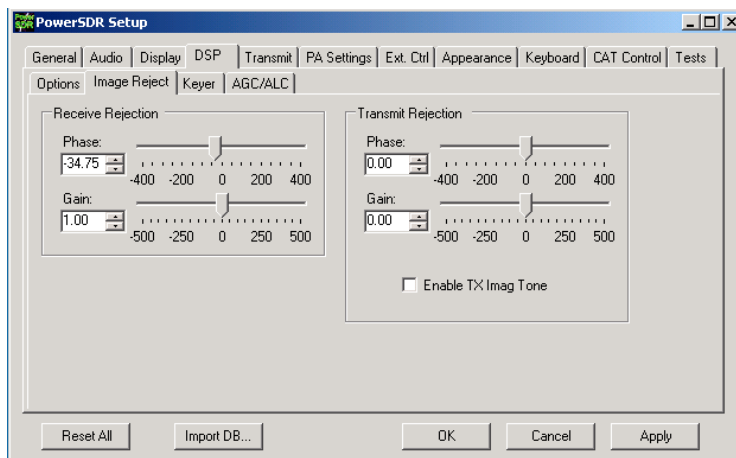 PowerSDR Setup
General Audio Display DSP Transmit PA Settings Ext. Ctrl Appearance Keyboard CAT Control Tests
Options Image Reject Keyer AGC/ALC
Receive Rejection
Phase:
-34.75
-400 -200 0 200 400
Gain:
1.00
-500 -250 0 250 500
Transmit Rejection
Phase:
0.00
-400 -200 0 200 400
Gain:
0.00
-500 -250 0 250 500
Enable TX Imag Tone
Reset All Import DB... OK Cancel Apply